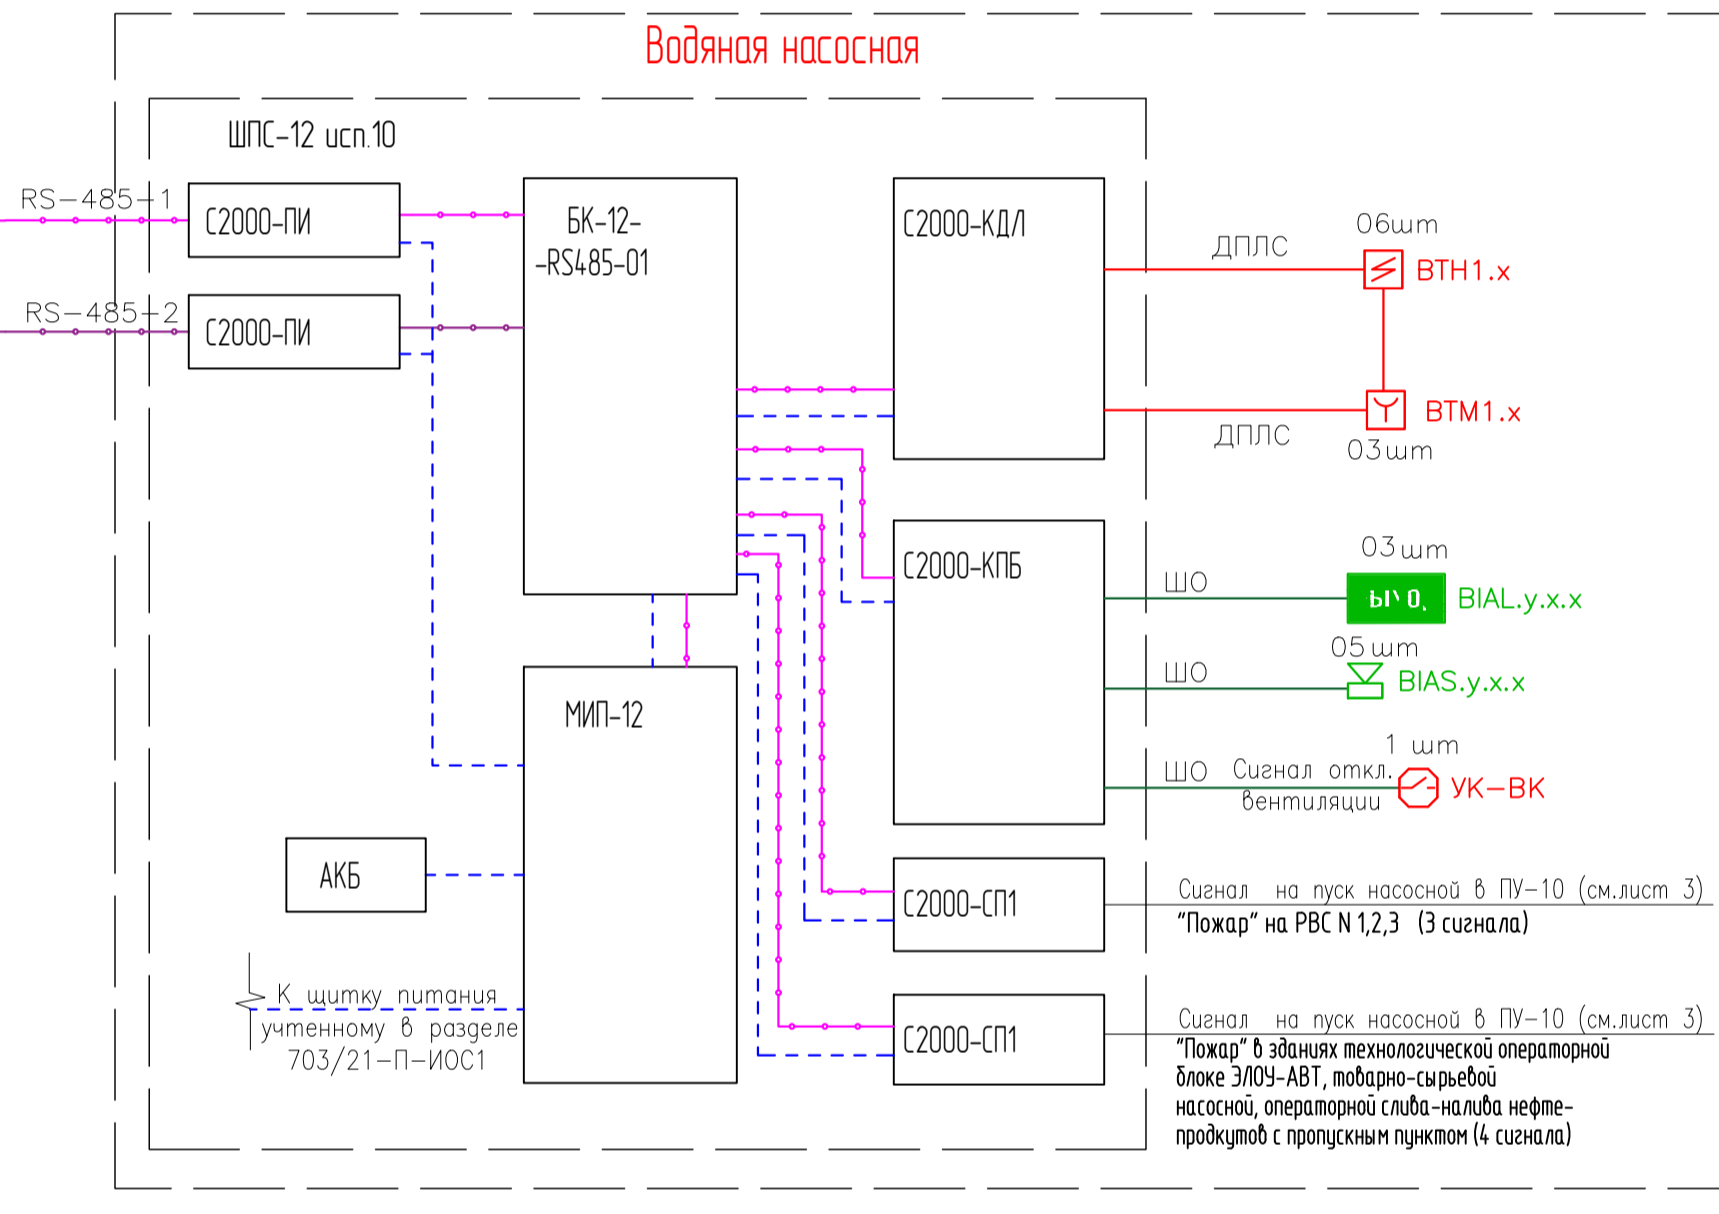 Водяная насосная
ШПС-12 исп.10
RS-485-1
С2000-ПИ
RS-485-2
С2000-ПИ
БК-12-
-RS485-01
С2000-КДЛ
ДПЛС
06шт
BTH1.x
ДПЛС
BTM1.x
03шт
С2000-КПБ
ШО
03шт
BIAL.y.x.x
ШО
05шт
BIAS.y.x.x
ШО
Сигнал откл.
вентиляции
1 шт
УК-ВК
МИП-12
АКБ
К щитку питания
учтенному в разделе
703/21-П-ИОС1
С2000-СП1
Сигнал на пуск насосной в ПУ-10 (см.лист 3)
"Пожар" на РВС N 1,2,3 (3 сигнала)
С2000-СП1
Сигнал на пуск насосной в ПУ-10 (см.лист 3)
"Пожар" в зданиях технологической операторной
блоке ЭЛОУ-АВТ, товарно-сырьевой
насосной, операторной слива-налива нефте-
продкутов с пропускным пунктом (4 сигнала)